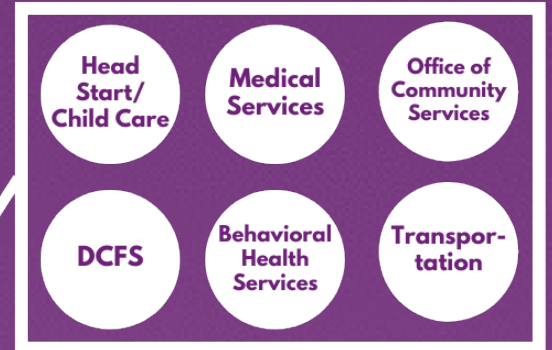 Head
Start/
Child Care
Medical
Services
Office of
Community
Services
DCFS
Behavioral
Health
Services
Transpor-
tation